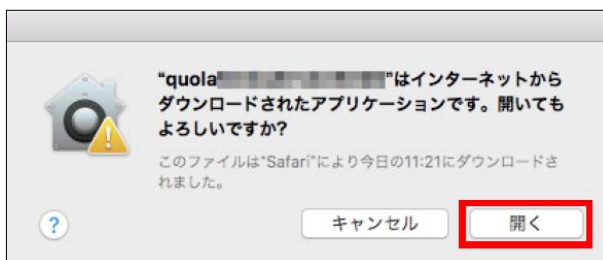 “quola”はインターネットから
ダウンロードされたアプリケーションです。開いても
よろしいですか?
このファイルは“Safari”により今日の11:21にダウンロードさ
れました。
?
キャンセル
開く